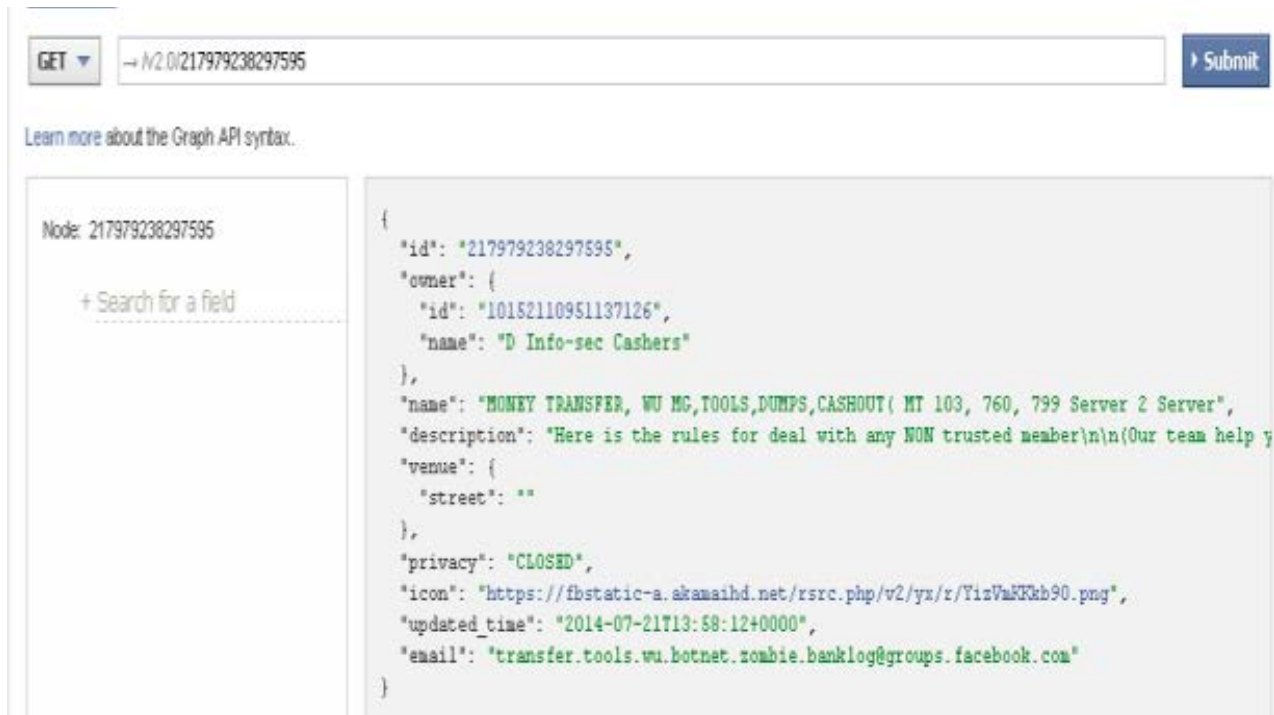 GET
→ /v2.0/217979238297595
Submit
Learn more about the Graph API syntax.
Node: 217979238297595
+ Search for a field
{
"id": "217979238297595",
"owner": {
"id": "10152110951137126",
"name": "D Info-sec Cashers"
},
"name": "MONEY TRANSFER, WU MG,TOOLS,DUMPS,CASHOUT( MT 103, 760, 799 Server 2 Server",
"description": "Here is the rules for deal with any NON trusted member\n\n(Our team help y
"venue": {
"street": ""
},
"privacy": "CLOSED",
"icon": "https://fbstatic-a.akamaihd.net/rsrc.php/v2/yx/r/YizVmKKkb90.png",
"updated_time": "2014-07-21T13:58:12+0000",
"email": "transfer.tools.wu.botnet.zombie.banklog@groups.facebook.com"
}